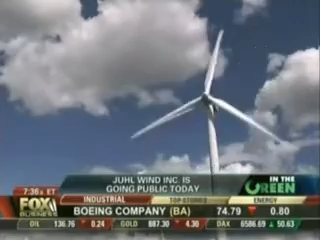 IN THE
GREEN
JUHL WIND INC. IS
GOING PUBLIC TODAY
7:36 ET
INDUSTRIAL
TOP STORIES
ENERGY
FOX
BUSINESS
BOEING COMPANY (BA) 74.79 0.80
OIL 136.76 0.24 GOLD 887.30 4.30 DAX 6586.69 50.63